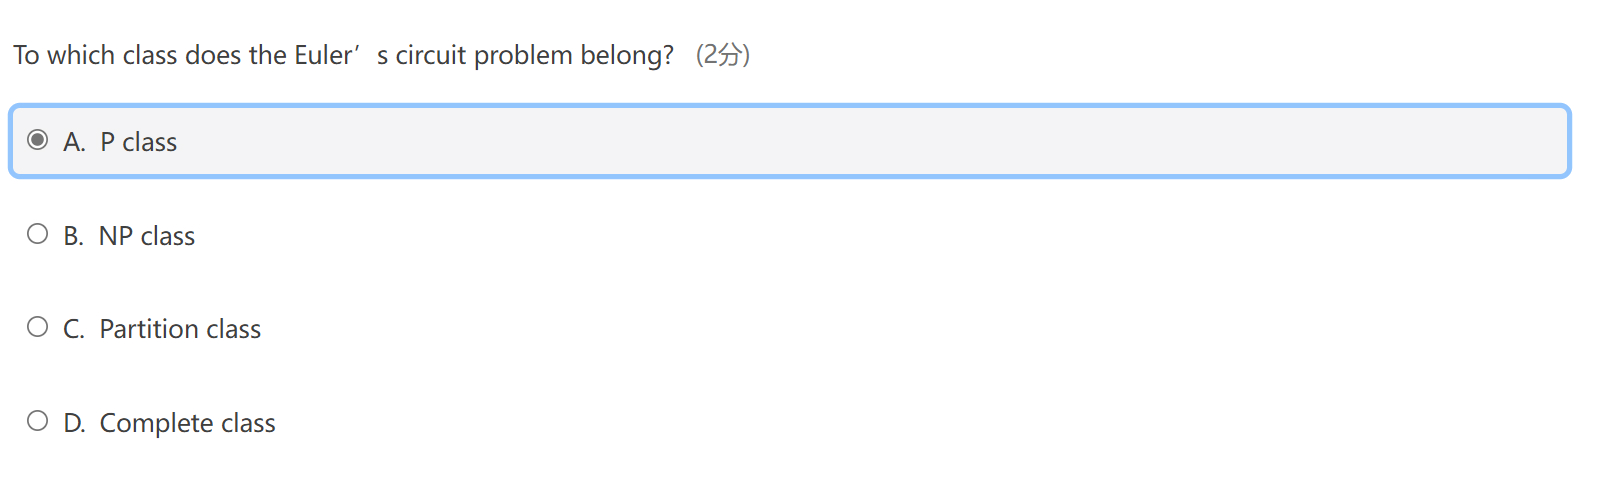 To which class does the Euler’ s circuit problem belong? (2分)
A. P class
B. NP class
C. Partition class
D. Complete class